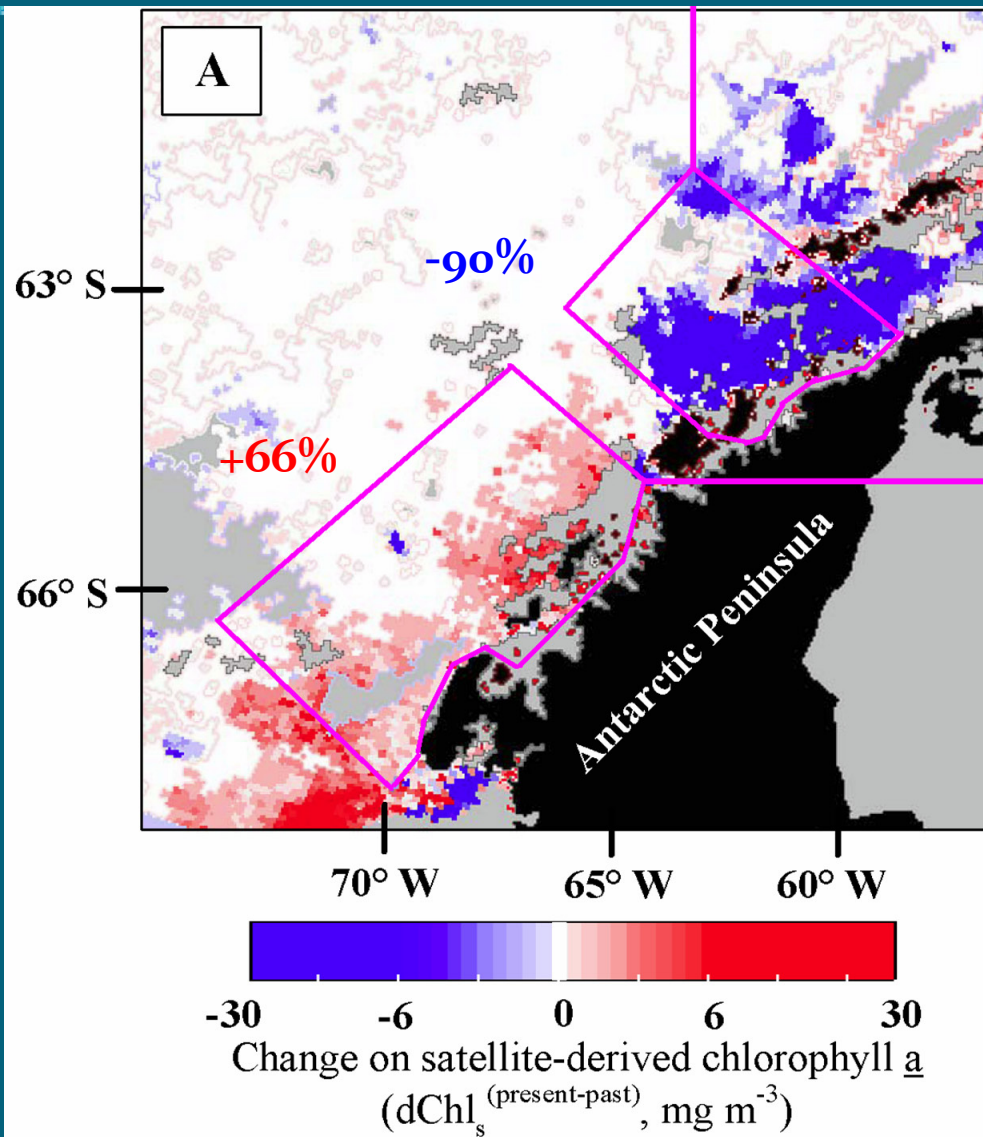 A
-90%
63° S
+66%
66° S
Antarctic Peninsula
70° W 65° W 60° W
-30 -6 0 6 30
Change on satellite-derived chlorophyll a
(dChls(present-past), mg m-3)